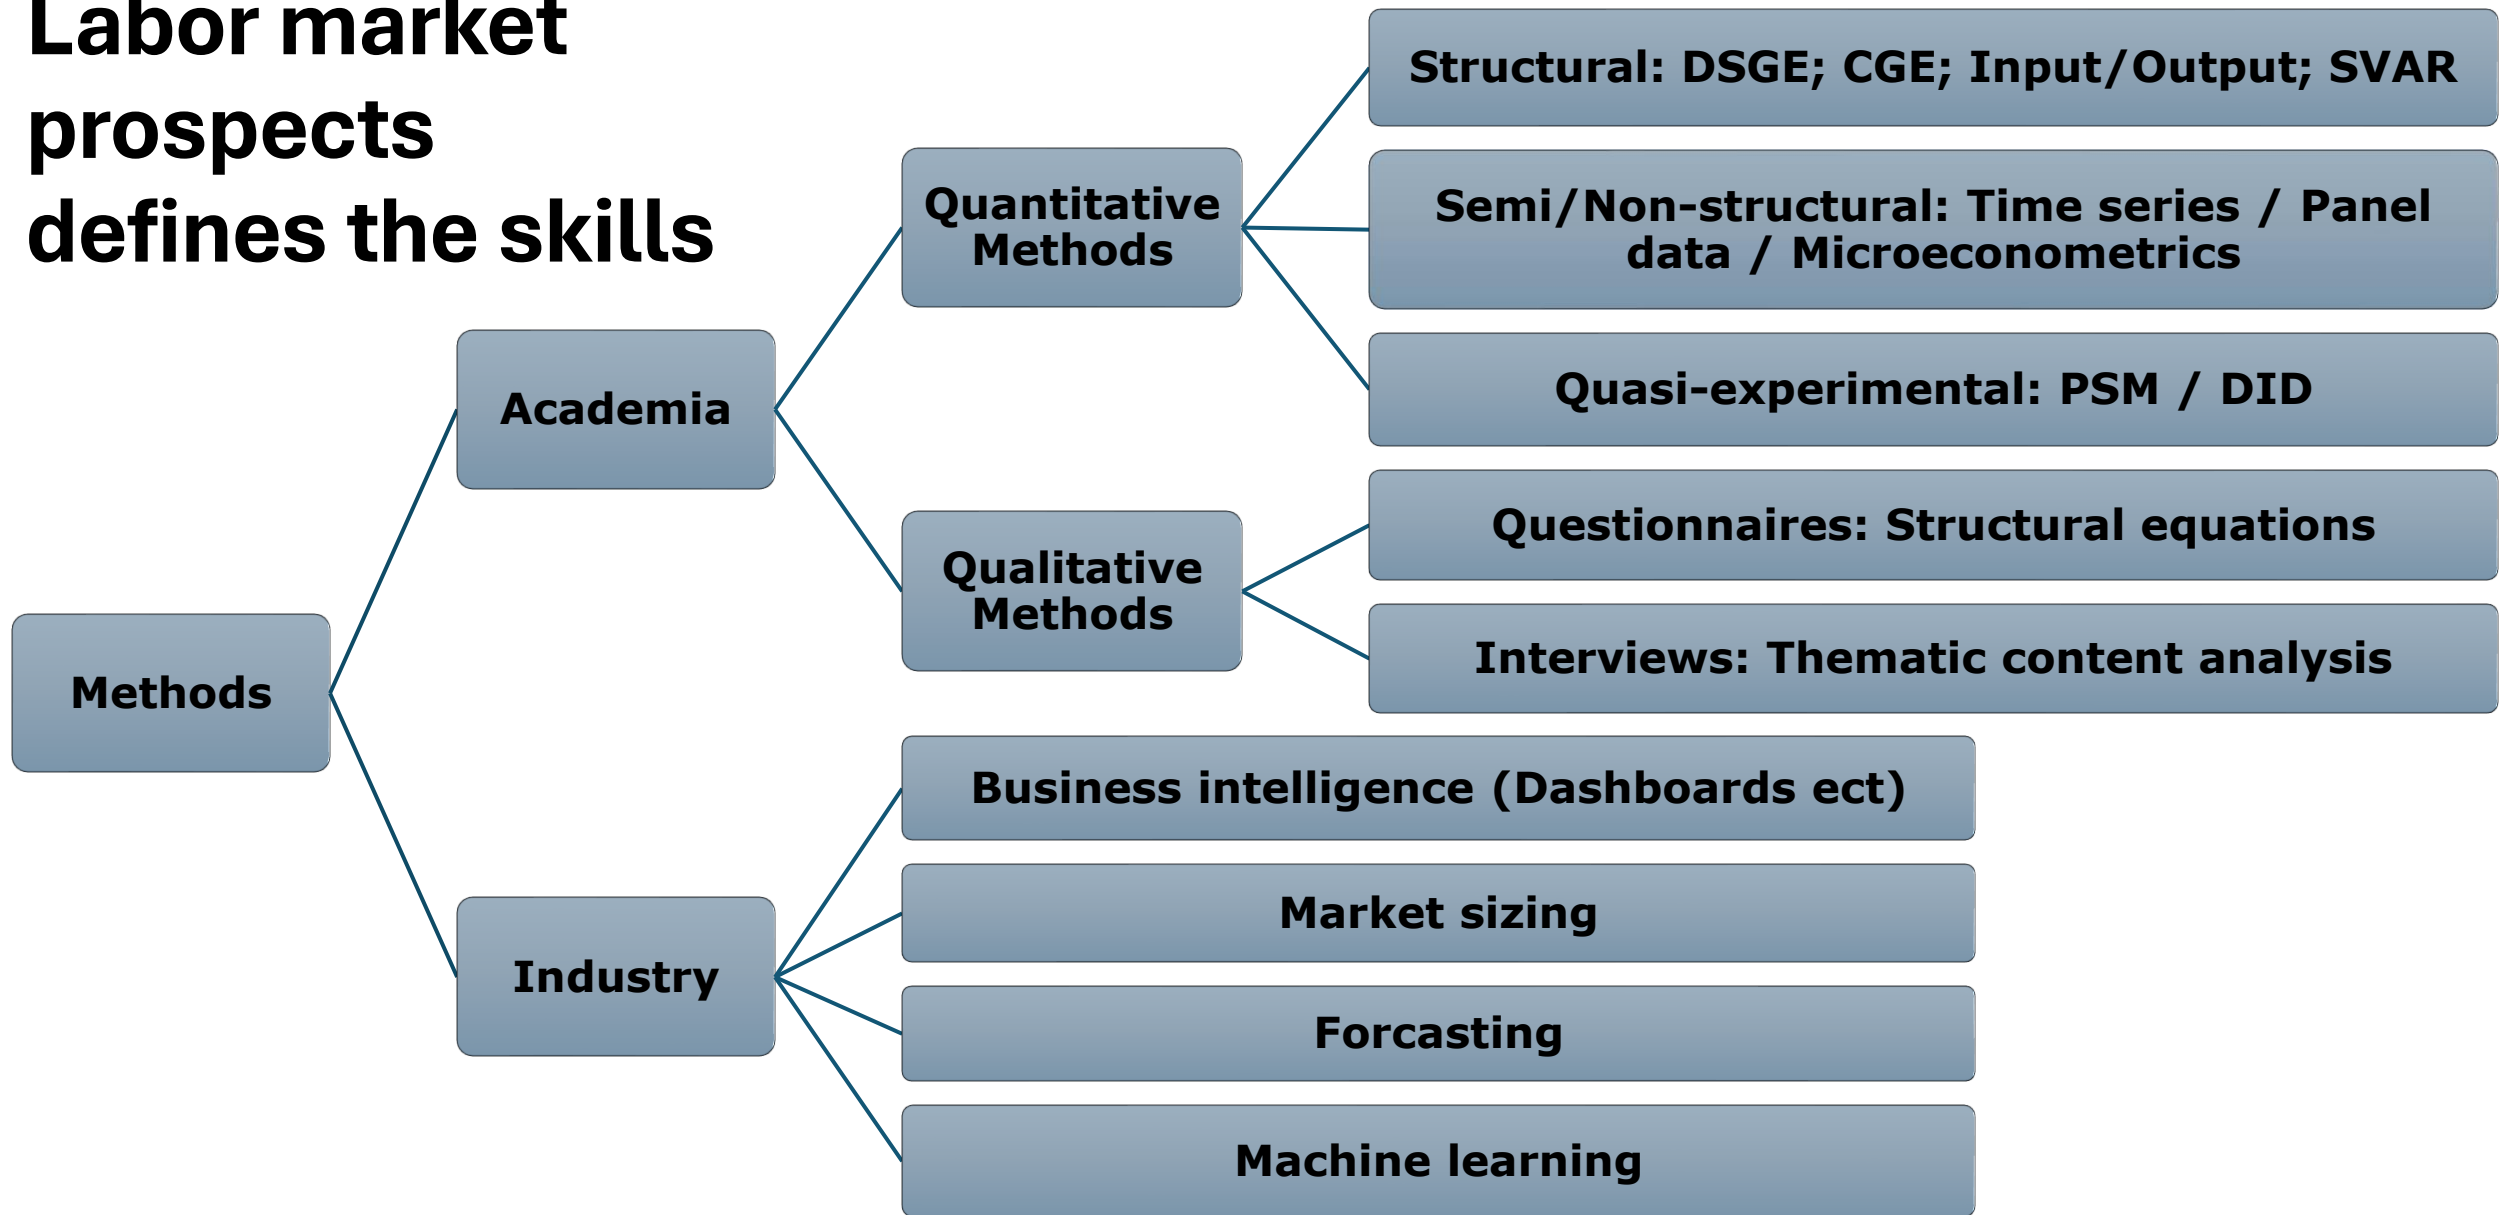 Labor market
prospects
defines the skills
Methods
Academia
Quantitative
Methods
Structural: DSGE; CGE; Input/Output; SVAR
Semi/Non-structural: Time series / Panel
data / Microeconometrics
Quasi-experimental: PSM / DID
Qualitative
Methods
Questionnaires: Structural equations
Interviews: Thematic content analysis
Industry
Business intelligence (Dashboards ect)
Market sizing
Forcasting
Machine learning